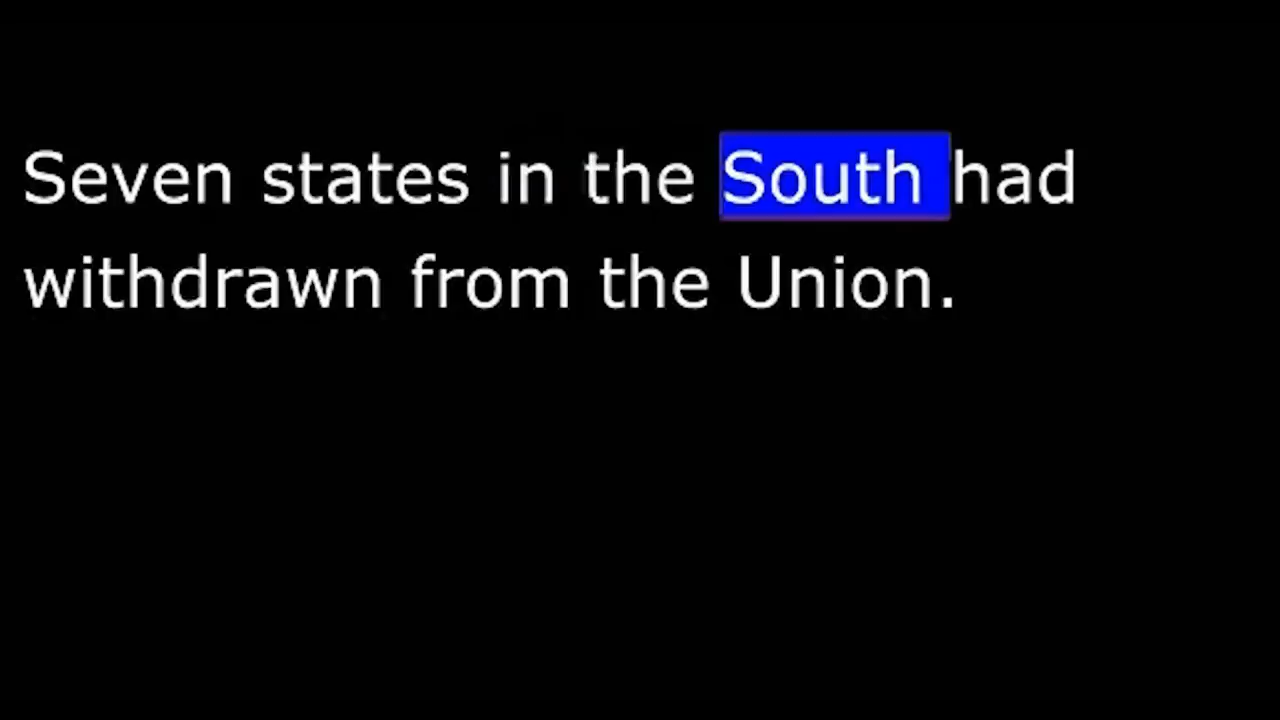 Seven states in the South had
withdrawn from the Union.